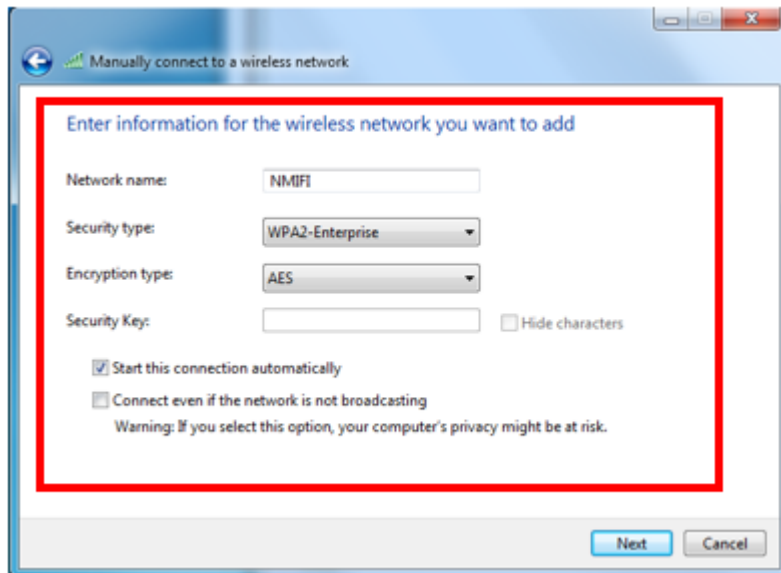 Manually connect to a wireless network
Enter information for the wireless network you want to add
Network name: NMIFI
Security type: WPA2-Enterprise
Encryption type: AES
Security Key: Hide characters
Start this connection automatically
Connect even if the network is not broadcasting
Warning: If you select this option, your computer's privacy might be at risk.
Next Cancel